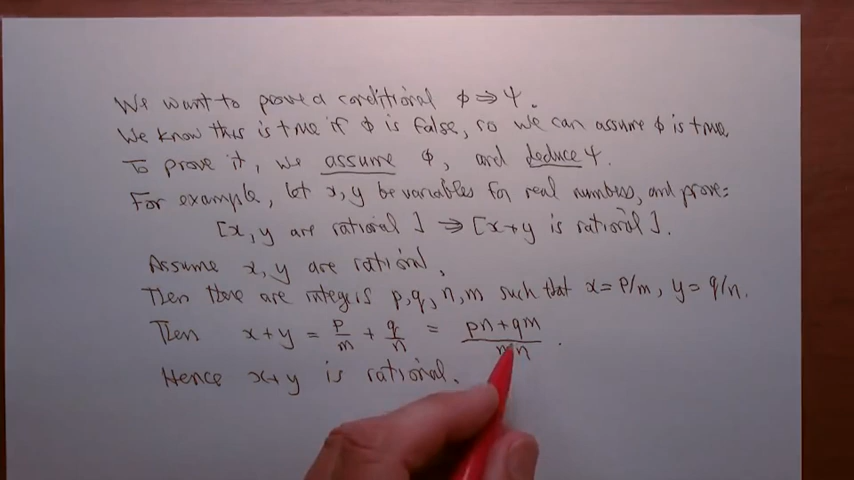 We want to prove a conditional φ ⇒ Ψ.
We know this is true if φ is false, so we can assume φ is true
To prove it, we assume φ, and deduce Ψ.
For example, let x, y be variables for real numbers, and prove:
[x, y are rational] ⇒ [x+y is rational].
Assume x, y are rational.
Then there are integers p, q, n, m such that x = p/m, y = q/n.
Then x+y = p/m + q/n = (pn+qm)/mn.
Hence x+y is rational.